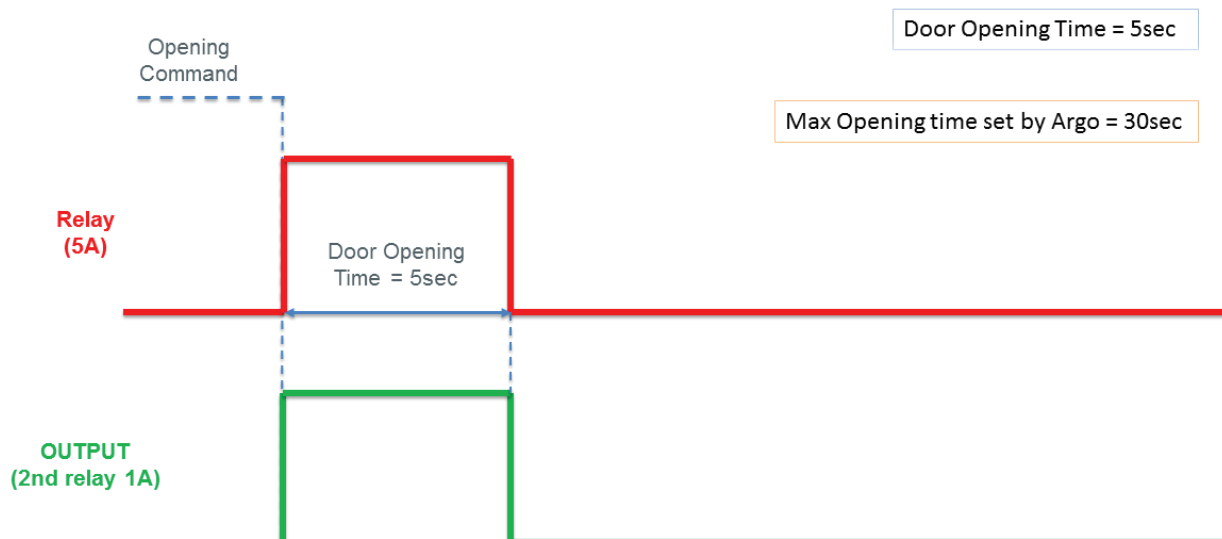 Door Opening Time = 5sec
Opening
Command
Max Opening time set by Argo = 30sec
Relay
(5A)
Door Opening
Time = 5sec
OUTPUT
(2nd relay 1A)